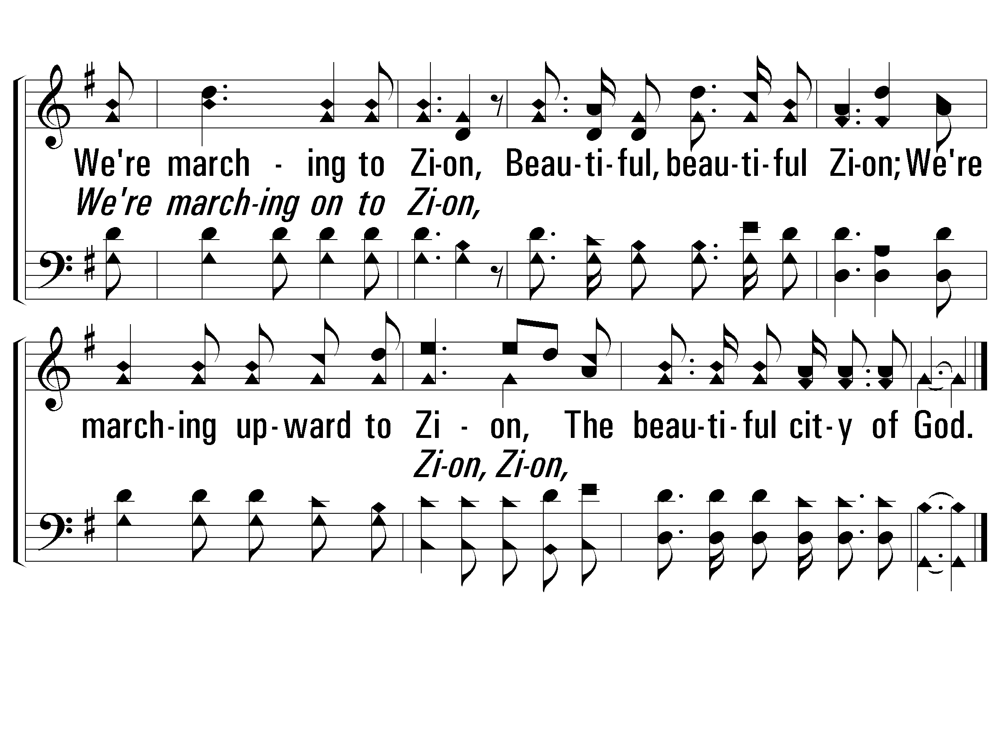 We're march - ing to Zi-on, Beau-ti-ful, beau-ti-ful Zi-on; We're
We're march-ing on to Zi-on,
march-ing up-ward to Zi - on, The beau-ti-ful cit-y of God.
Zi-on, Zi-on,